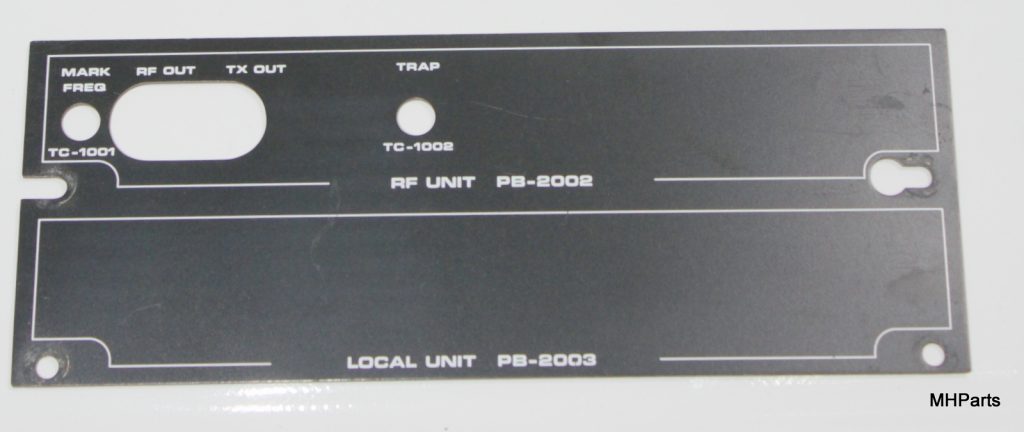 MARK FREQ
RF OUT
TX OUT
TRAP
TC-1001
TC-1002
RF UNIT PB-2002
LOCAL UNIT PB-2003
MHParts